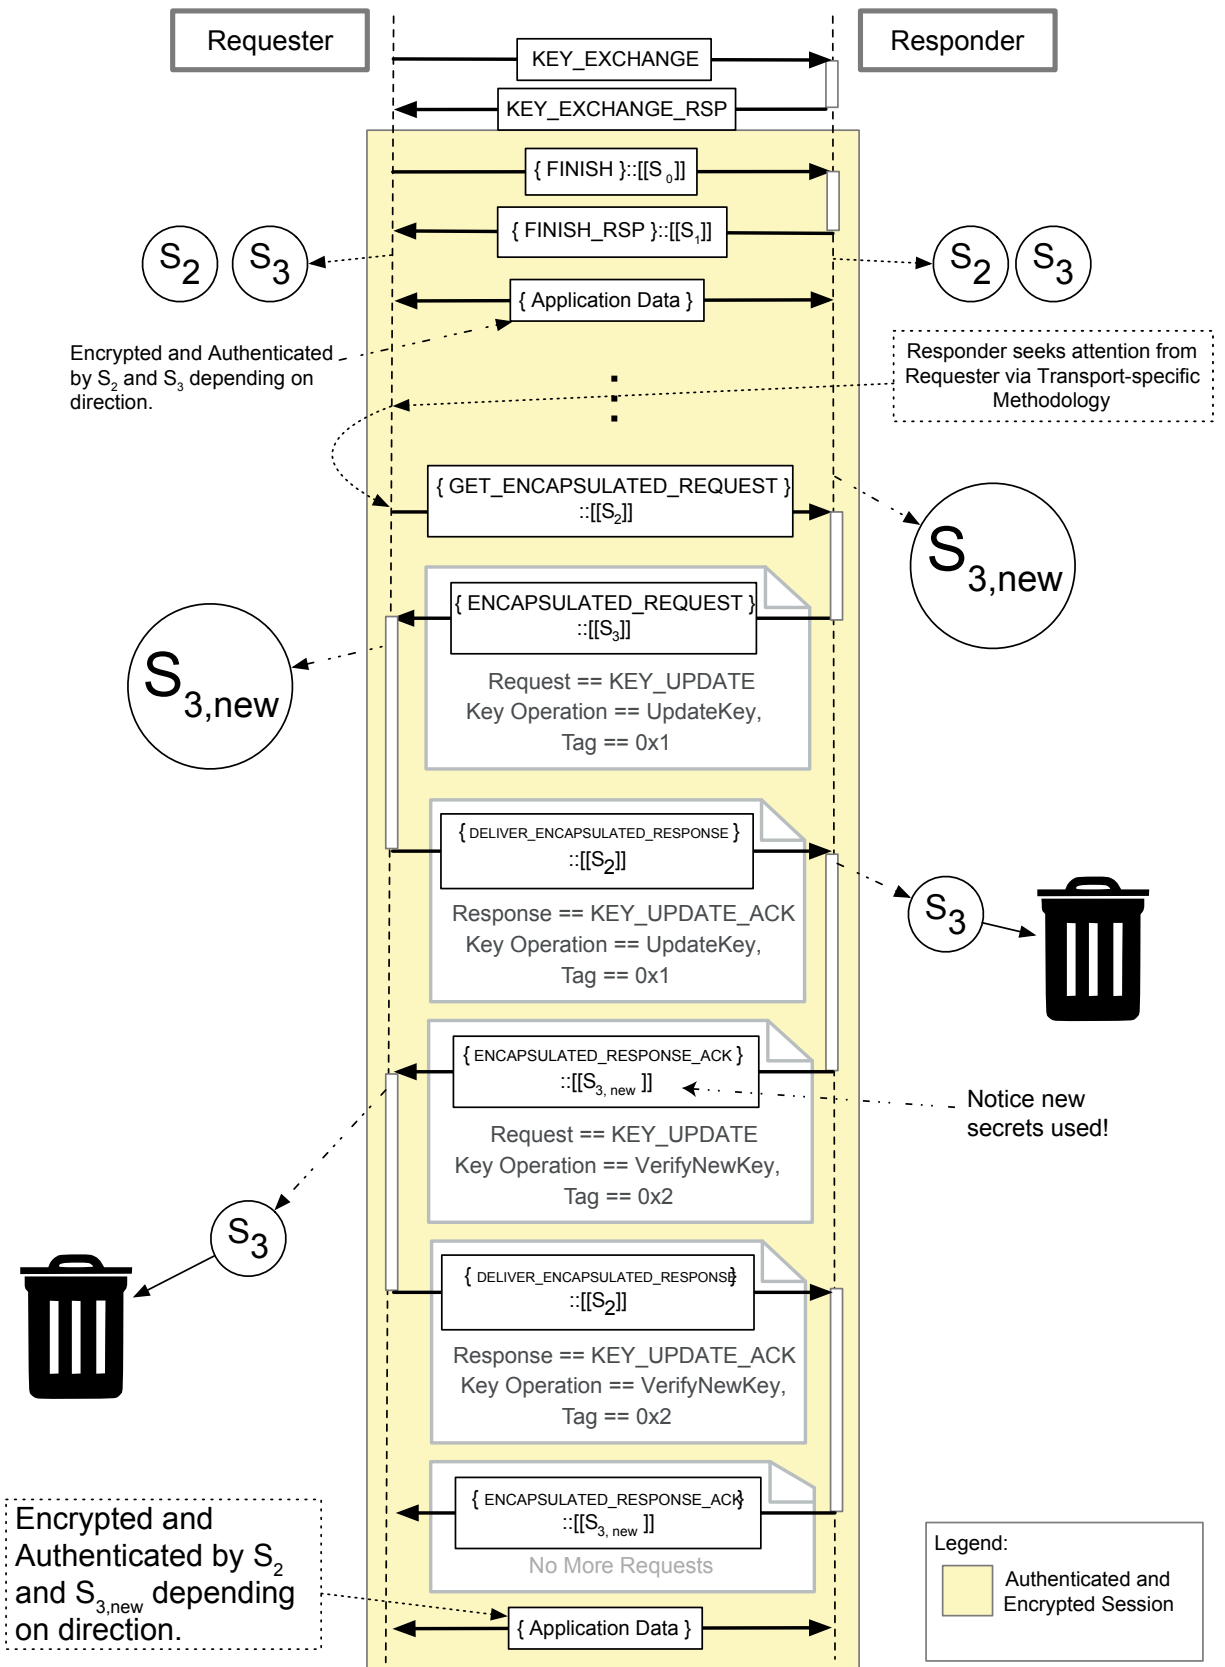 Requester
Responder
KEY_EXCHANGE
KEY_EXCHANGE_RSP
{ FINISH }::[[S0]]
{ FINISH_RSP }::[[S1]]
S2
S3
S2
S3
{ Application Data }
Encrypted and Authenticated
by S2 and S3 depending on
direction.
Responder seeks attention from
Requester via Transport-specific
Methodology
{ GET_ENCAPSULATED_REQUEST }
::[[S2]]
S3,new
{ ENCAPSULATED_REQUEST }
::[[S3]]
S3,new
Request == KEY_UPDATE
Key Operation == UpdateKey,
Tag == 0x1
{ DELIVER_ENCAPSULATED_RESPONSE }
::[[S2]]
Response == KEY_UPDATE_ACK
Key Operation == UpdateKey,
Tag == 0x1
S3
{ ENCAPSULATED_RESPONSE_ACK }
::[[S3, new ]]
Notice new
secrets used!
Request == KEY_UPDATE
Key Operation == VerifyNewKey,
Tag == 0x2
S3
{ DELIVER_ENCAPSULATED_RESPONSE }
::[[S2]]
Response == KEY_UPDATE_ACK
Key Operation == VerifyNewKey,
Tag == 0x2
{ ENCAPSULATED_RESPONSE_ACK }
::[[S3, new ]]
No More Requests
Encrypted and
Authenticated by S2
and S3,new depending
on direction.
{ Application Data }
Legend:
Authenticated and
Encrypted Session